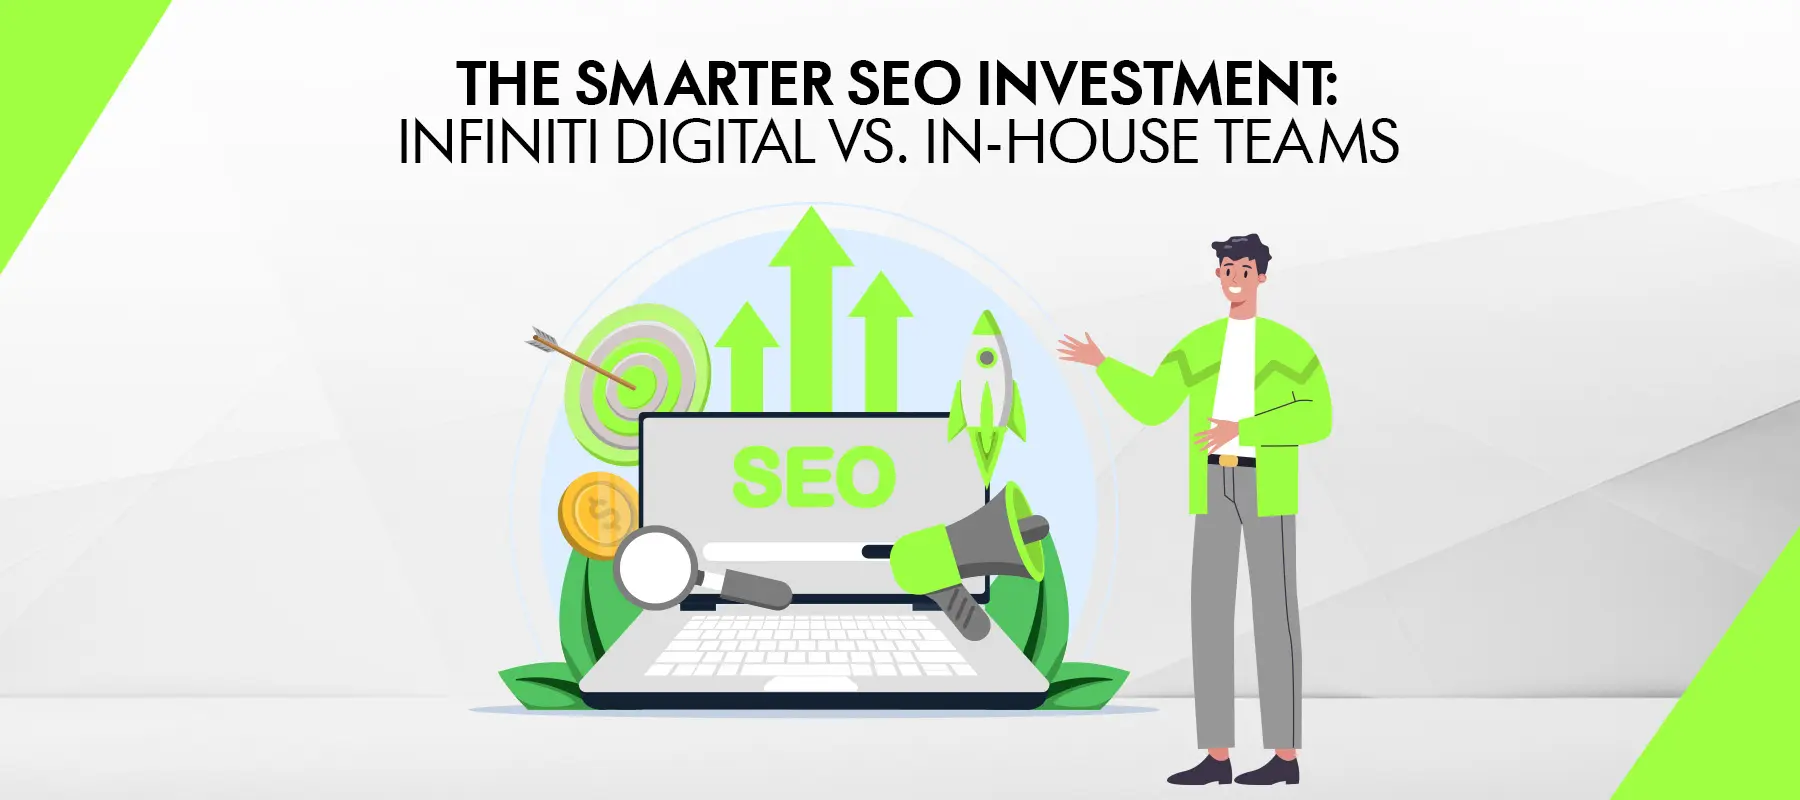 THE SMARTER SEO INVESTMENT:
INFINITI DIGITAL VS. IN-HOUSE TEAMS
SEO
$